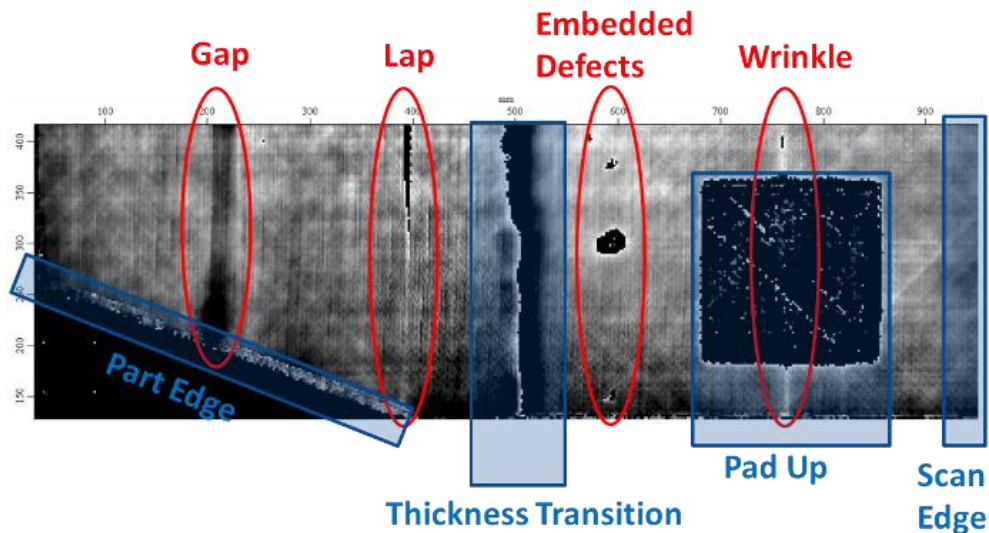 Embedded
Defects
Gap
Lap
Wrinkle
mm
100 200 300 400 500 600 700 800 900
400
350
300
250
200
150
Part Edge
Pad Up
Scan
Edge
Thickness Transition